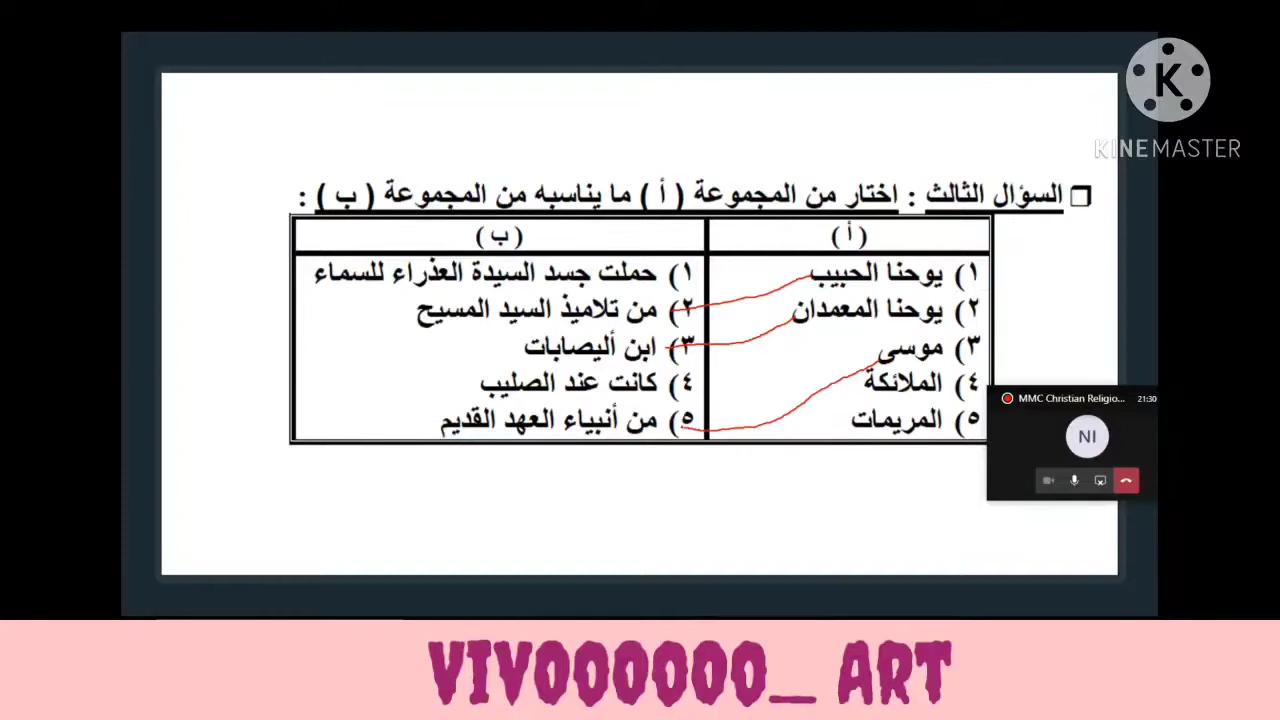 KINEMASTER
❒ السؤال الثالث : اختار من المجموعة ( أ ) ما يناسبه من المجموعة ( ب ) :
( أ ) ( ب )
١) يوحنا الحبيب ١) حملت جسد السيدة العذراء للسماء
٢) يوحنا المعمدان ٢) من تلاميذ السيد المسيح
٣) موسى ٣) ابن أليصابات
٤) الملائكة ٤) كانت عند الصليب
٥) المريمات ٥) من أنبياء العهد القديم
MMC Christian Religio... 21:30
NI
VIVOOOOOO_ ART